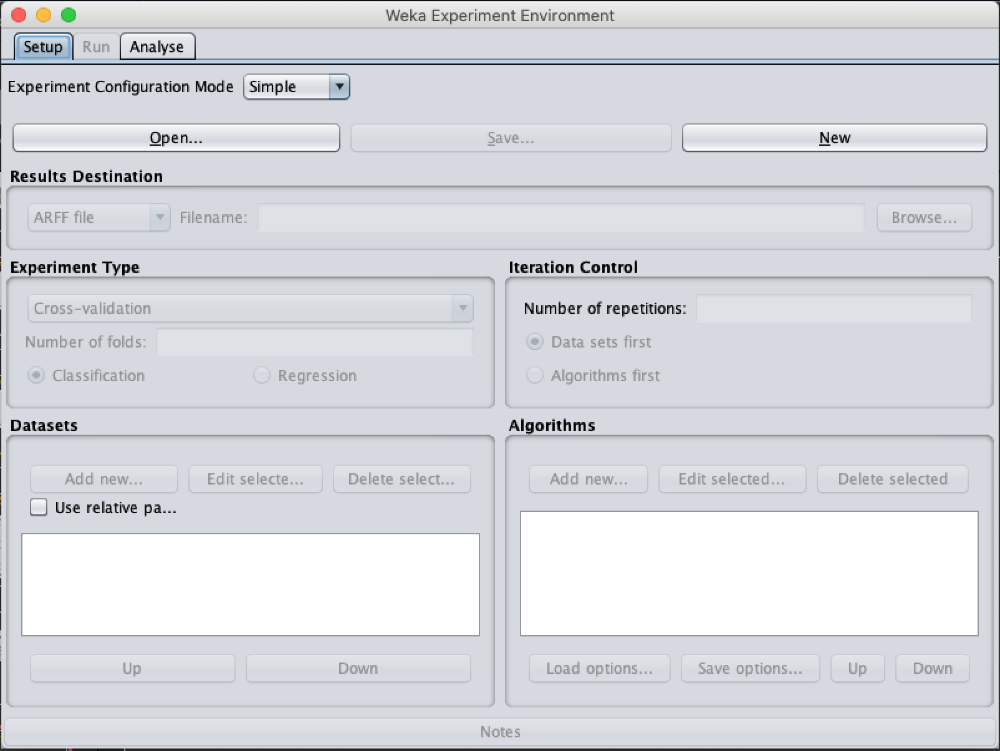 Weka Experiment Environment
Setup Run Analyse
Experiment Configuration Mode Simple
Open... Save... New
Results Destination
ARFF file Filename: Browse...
Experiment Type Iteration Control
Cross-validation Number of repetitions:
Number of folds: Data sets first
Classification Regression Algorithms first
Datasets Algorithms
Add new... Edit selecte... Delete select... Add new... Edit selected... Delete selected
Use relative pa...
Up Down Load options... Save options... Up Down
Notes